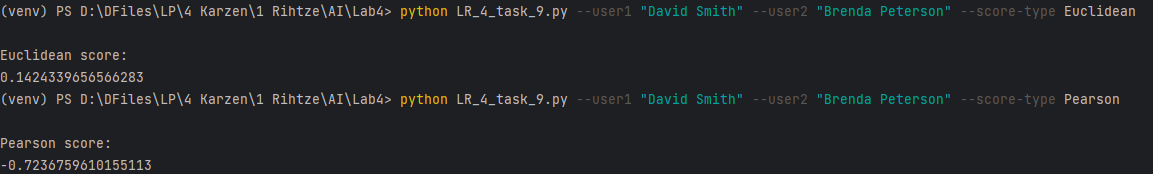 (venv) PS D:\DFiles\LP\4 Karzen\1 Rihtze\AI\Lab4> python LR_4_task_9.py --user1 "David Smith" --user2 "Brenda Peterson" --score-type Euclidean
Euclidean score:
0.1424339656566283
(venv) PS D:\DFiles\LP\4 Karzen\1 Rihtze\AI\Lab4> python LR_4_task_9.py --user1 "David Smith" --user2 "Brenda Peterson" --score-type Pearson
Pearson score:
-0.7236759610155113